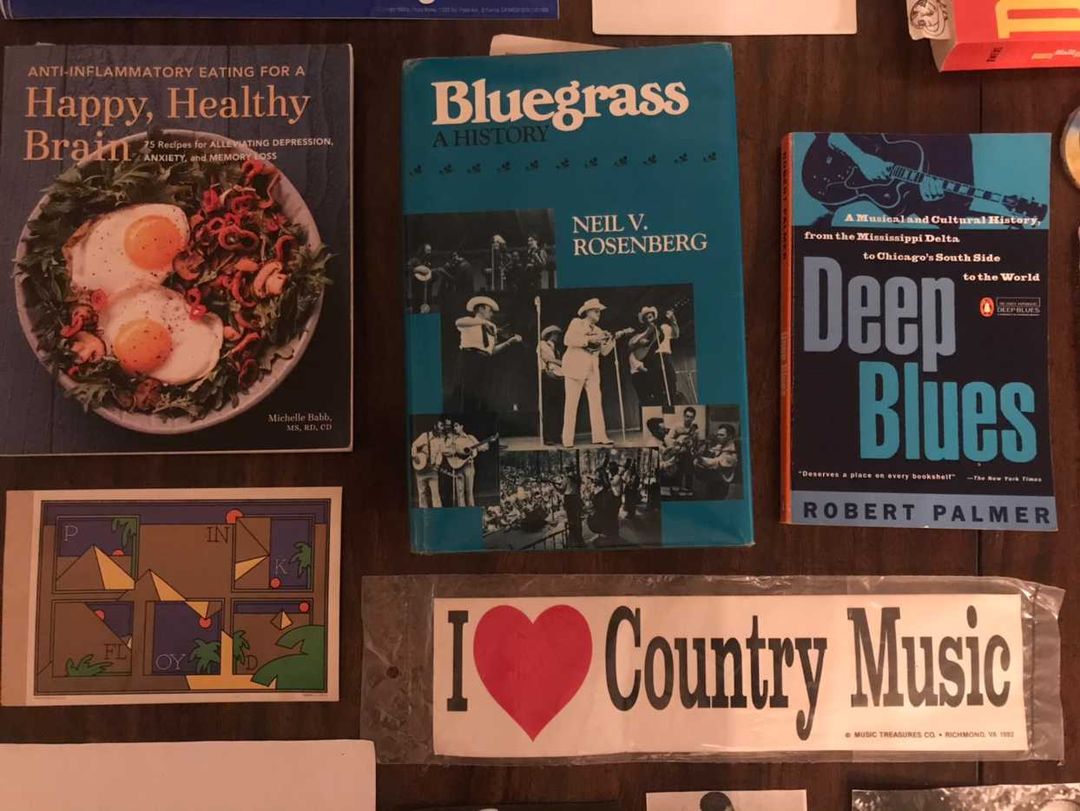 ANTI-INFLAMMATORY EATING FOR A
Happy, Healthy
Brain
75 Recipes for ALLEVIATING DEPRESSION,
ANXIETY, and MEMORY LOSS
Michelle Babb,
MS, RD, CD
Bluegrass
A HISTORY
NEIL V.
ROSENBERG
A Musical and Cultural History,
from the Mississippi Delta
to Chicago's South Side
to the World
Deep
Blues
DEEP BLUES
"Deserves a place on every bookshelf" —The New York Times
ROBERT PALMER
P IN K
FL OY D
I Country Music
© MUSIC TREASURES CO. • RICHMOND, VA 1992